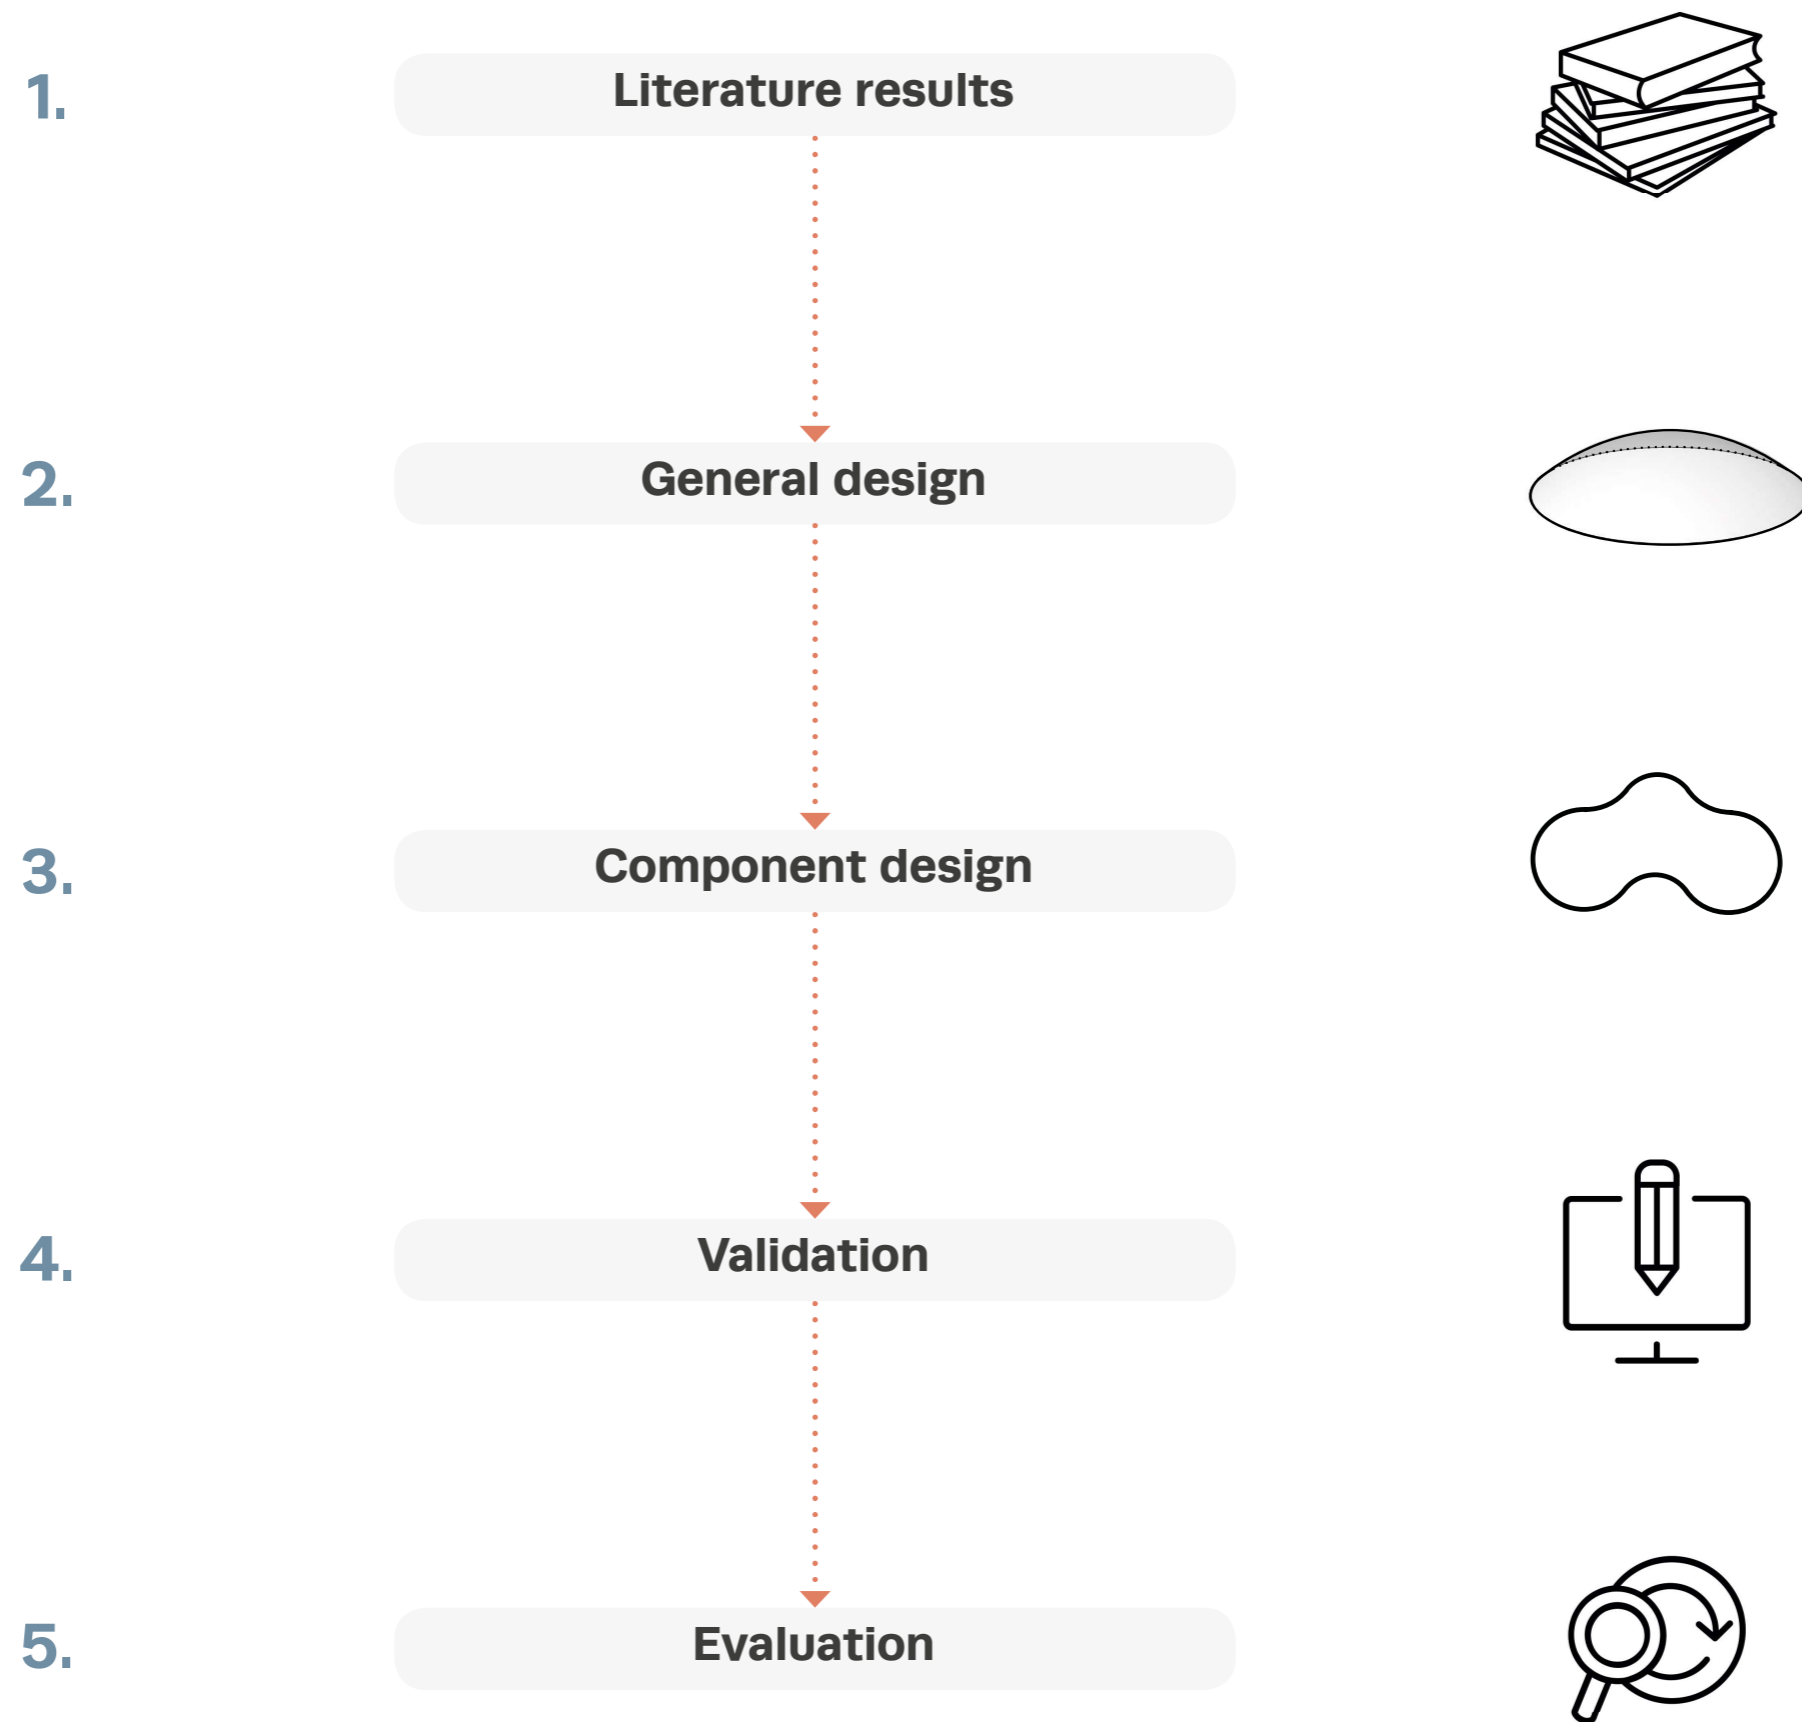 1. Literature results
2. General design
3. Component design
4. Validation
5. Evaluation